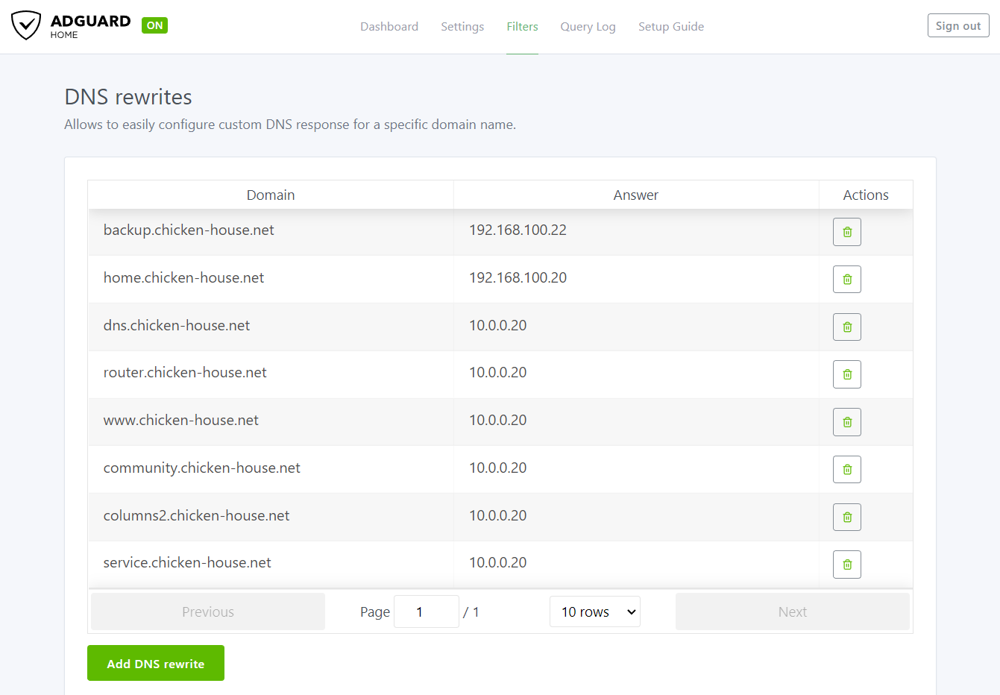 ADGUARD
HOME
ON
Dashboard Settings Filters Query Log Setup Guide
Sign out
DNS rewrites
Allows to easily configure custom DNS response for a specific domain name.
Domain Answer Actions
backup.chicken-house.net 192.168.100.22
home.chicken-house.net 192.168.100.20
dns.chicken-house.net 10.0.0.20
router.chicken-house.net 10.0.0.20
www.chicken-house.net 10.0.0.20
community.chicken-house.net 10.0.0.20
columns2.chicken-house.net 10.0.0.20
service.chicken-house.net 10.0.0.20
Previous Page 1 / 1 10 rows Next
Add DNS rewrite